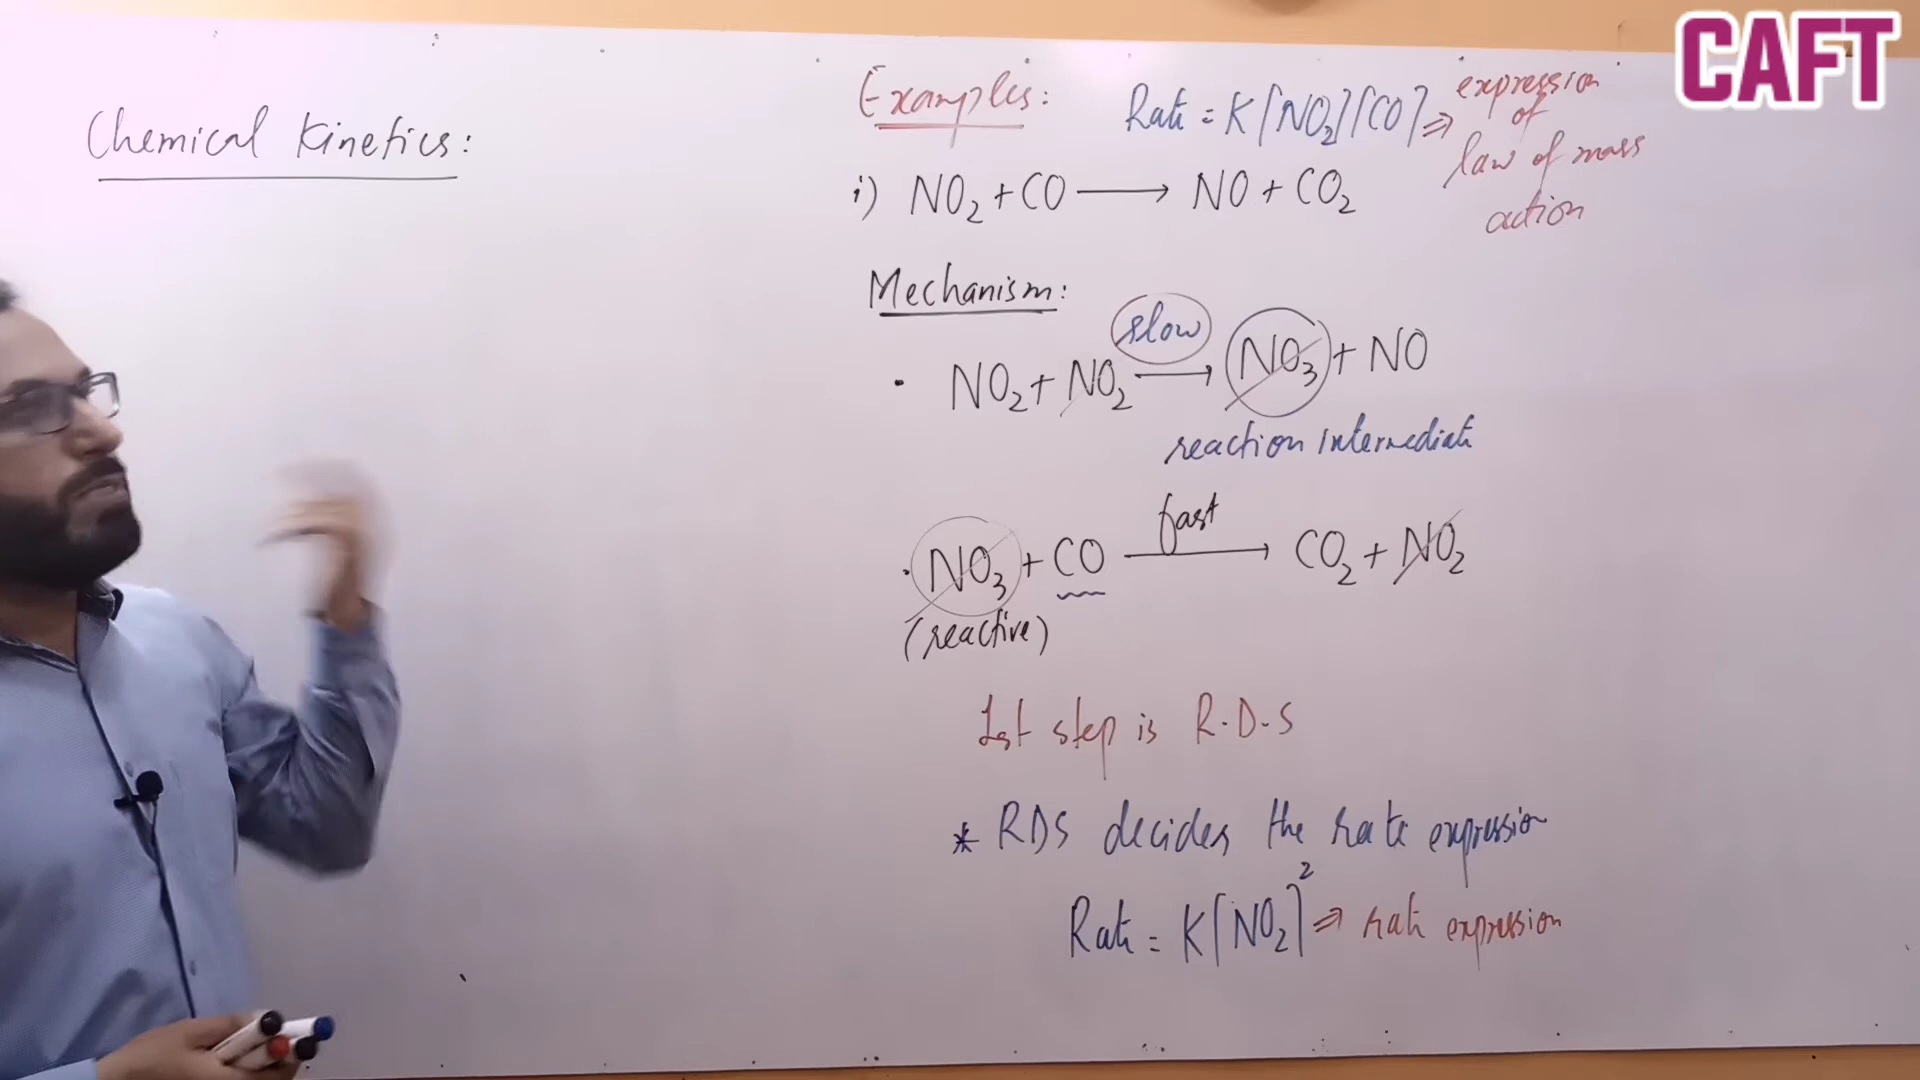 CAFT
Chemical Kinetics:
Examples:
Rate = K[NO₂][CO] ⇒ expression
of
law of mass
action
i) NO₂ + CO ⟶ NO + CO₂
Mechanism:
slow
• NO₂ + NO₂ ⟶ NO₃ + NO
reaction intermediate
fast
• NO₃ + CO ⟶ CO₂ + NO₂
(reactive)
1st step is R.D.S
* RDS decides the rate expression
Rate = K[NO₂]² ⇒ rate expression